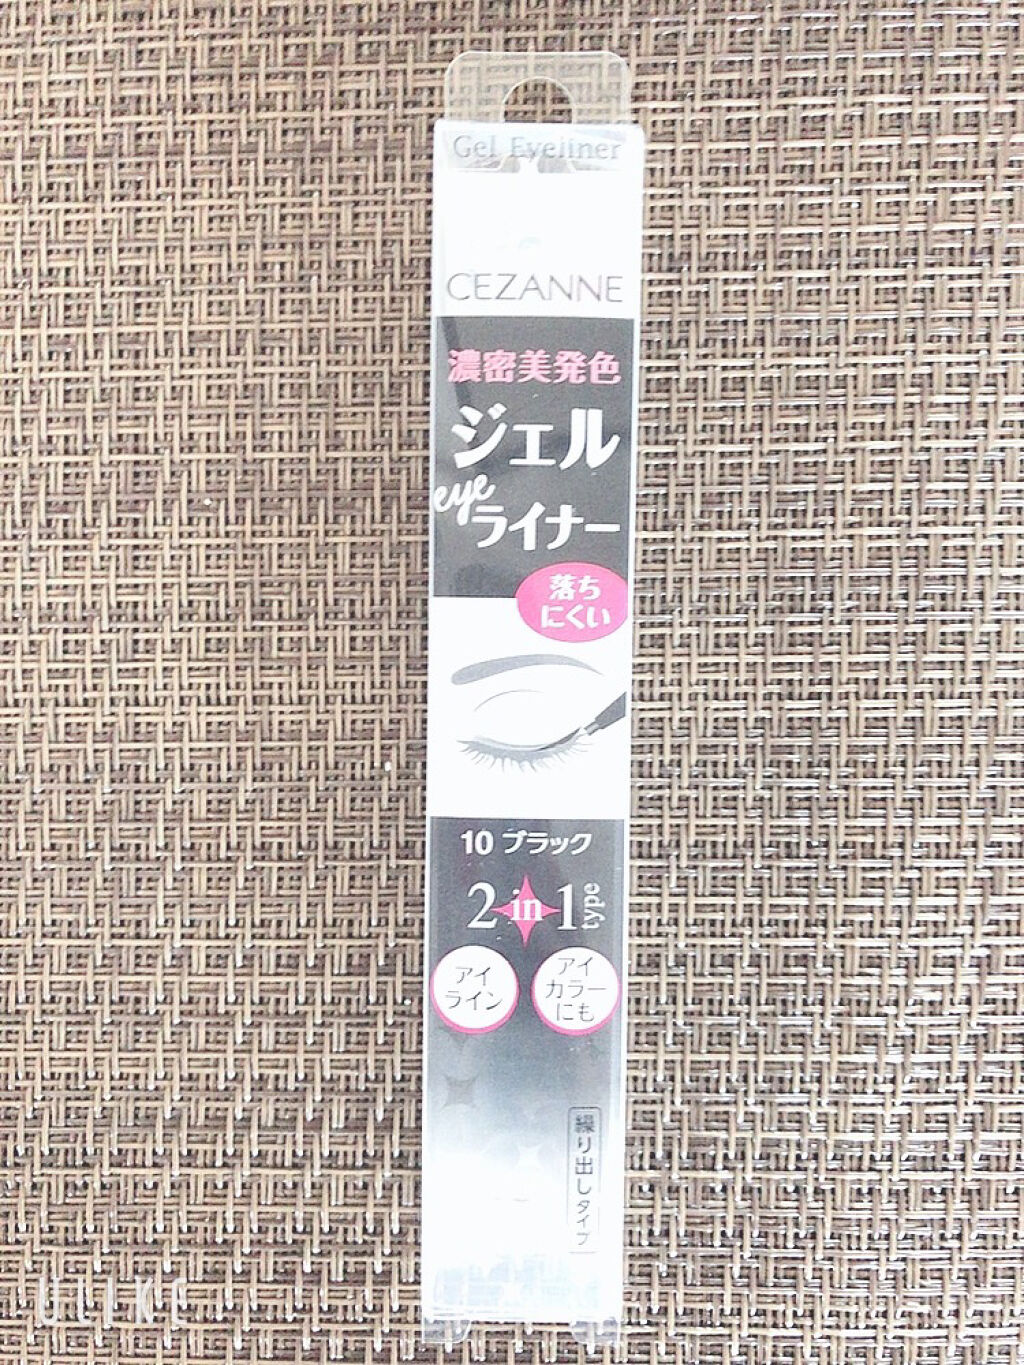 Gel Eyeliner
CEZANNE
濃密美発色
ジェル
eye
ライナー
落ち
にくい
10 ブラック
2 in 1 type
アイ
ライン
アイ
カラー
にも
繰り出しタイプ
ULIKE